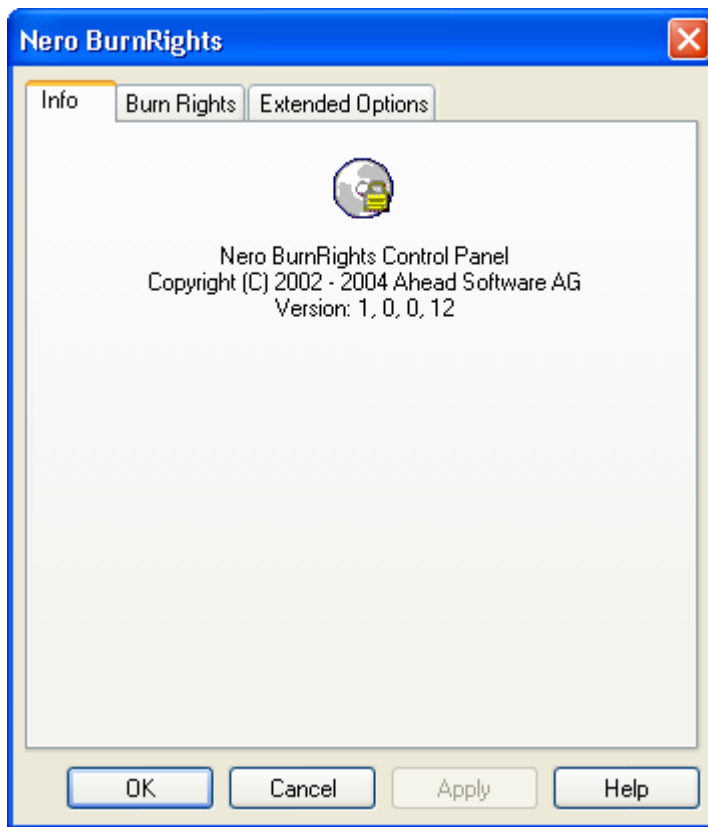 Nero BurnRights
Info Burn Rights Extended Options
Nero BurnRights Control Panel
Copyright (C) 2002 - 2004 Ahead Software AG
Version: 1, 0, 0, 12
OK Cancel Apply Help